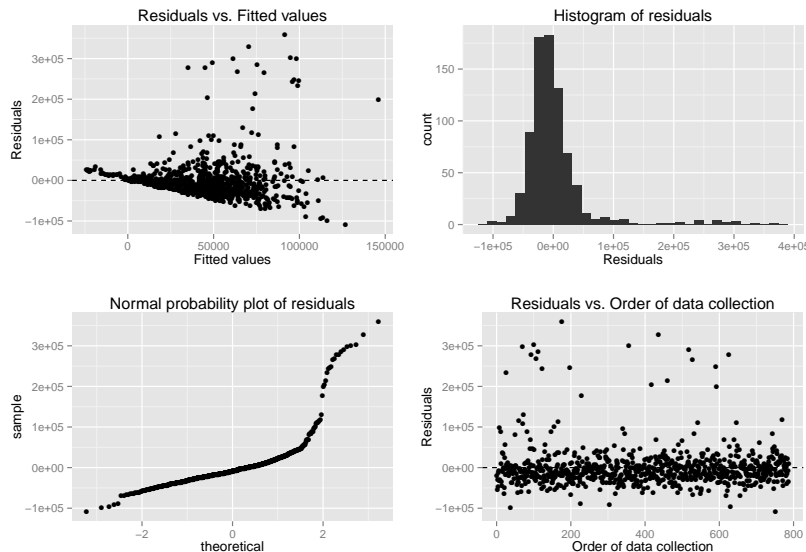 Residuals vs. Fitted values
Residuals
3e+05
2e+05
1e+05
0e+00
−1e+05
0
50000
100000
150000
Fitted values
Histogram of residuals
count
150
100
50
0
−1e+05
0e+00
1e+05
2e+05
3e+05
4e+05
Residuals
Normal probability plot of residuals
sample
3e+05
2e+05
1e+05
0e+00
−1e+05
−2
0
2
theoretical
Residuals vs. Order of data collection
Residuals
3e+05
2e+05
1e+05
0e+00
−1e+05
0
200
400
600
800
Order of data collection